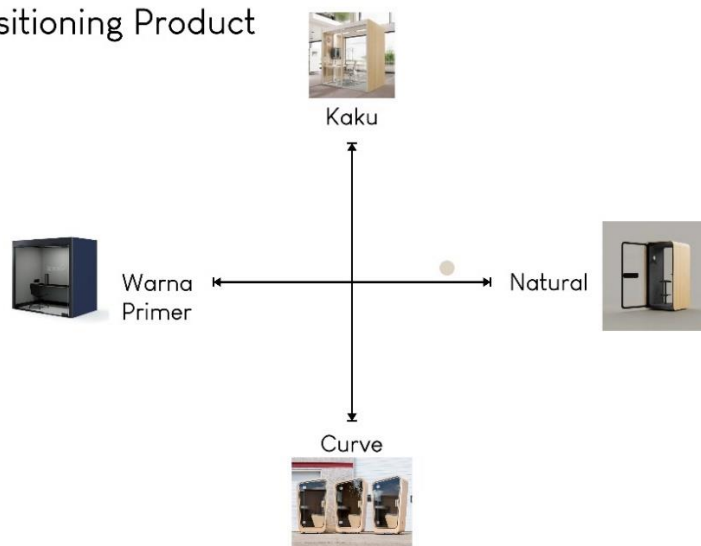 sitioning Product
Kaku
Warna
Primer
Natural
Curve